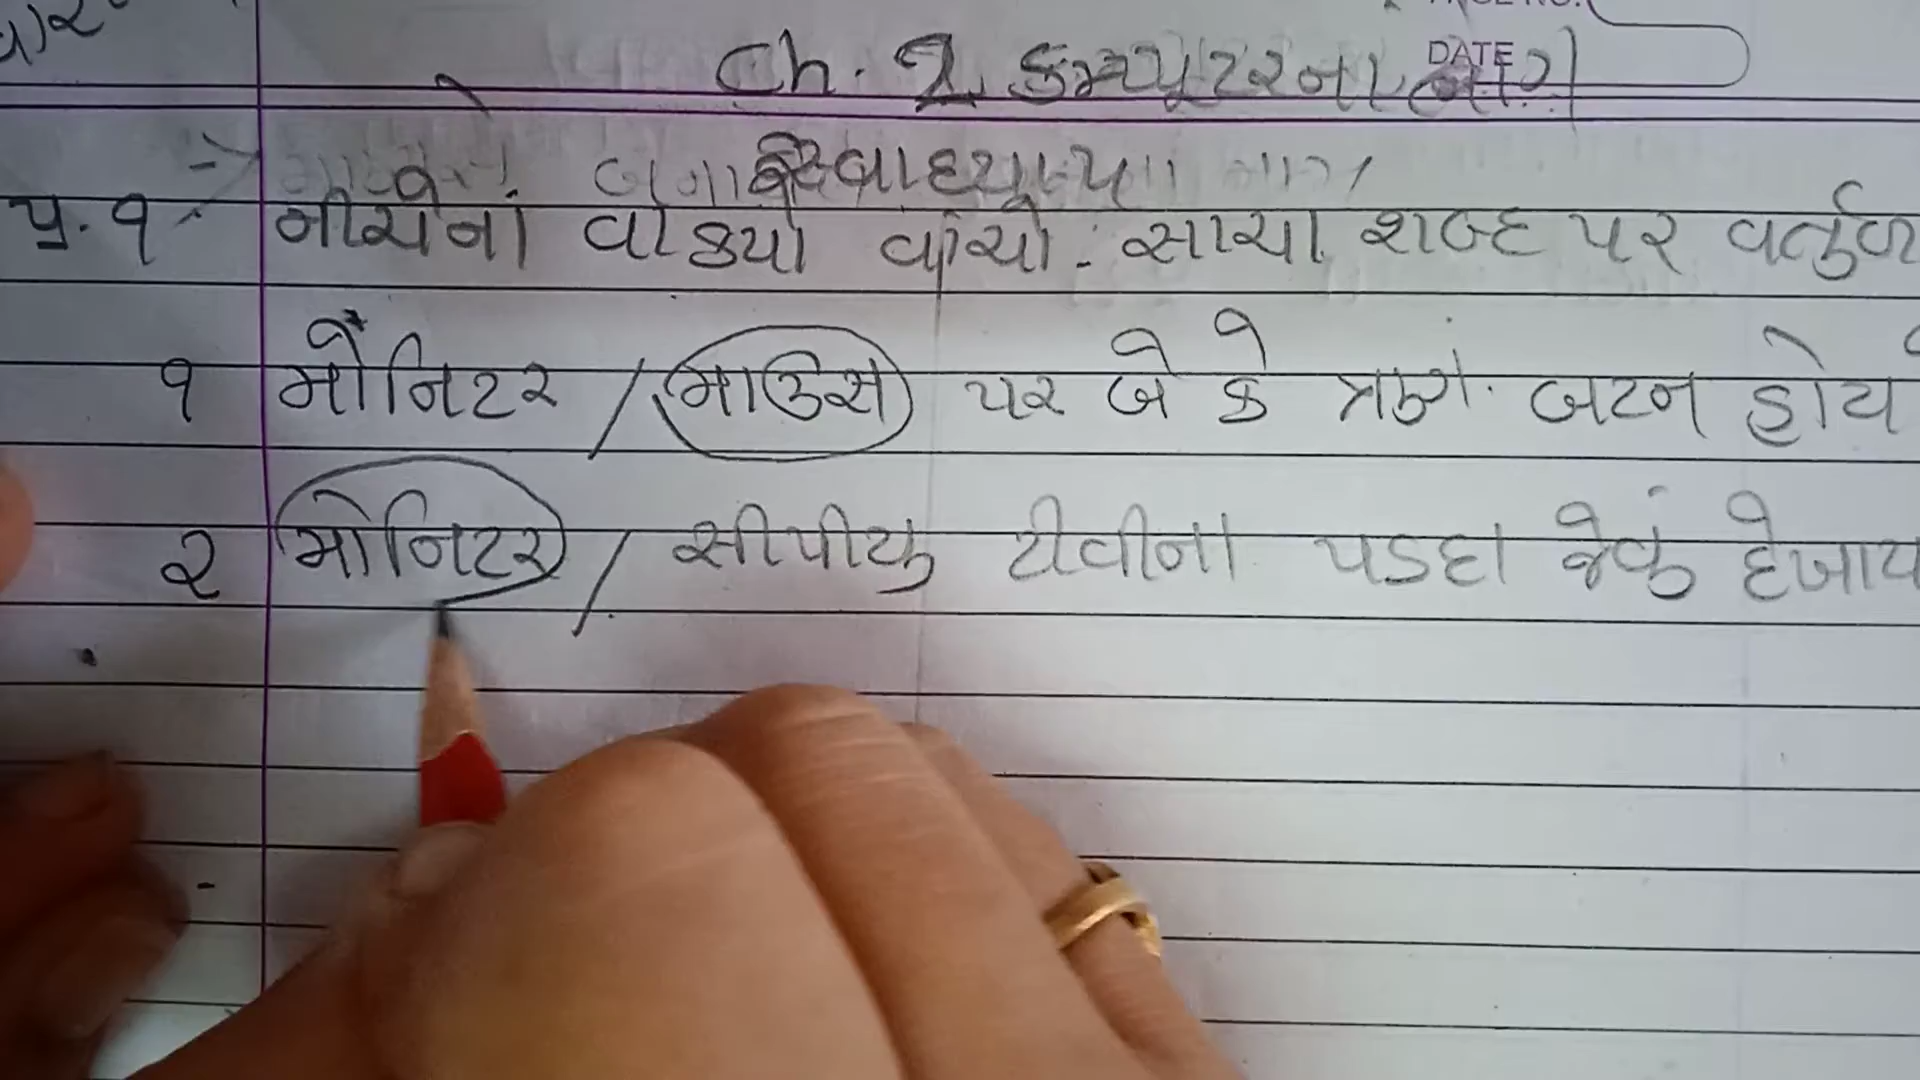 DATE
Ch. 2 કમ્પ્યૂટરના ભાગ
સ્વાધ્યાય
પ્ર. ૧ નીચેનાં વાક્યો વાંચો. સાચા શબ્દ પર વર્તુળ
૧ મોનિટર / માઉસ પર બે કે ત્રણ બટન હોય
૨ મોનિટર / સીપીયુ ટીવીના પડદા જેવું દેખાય